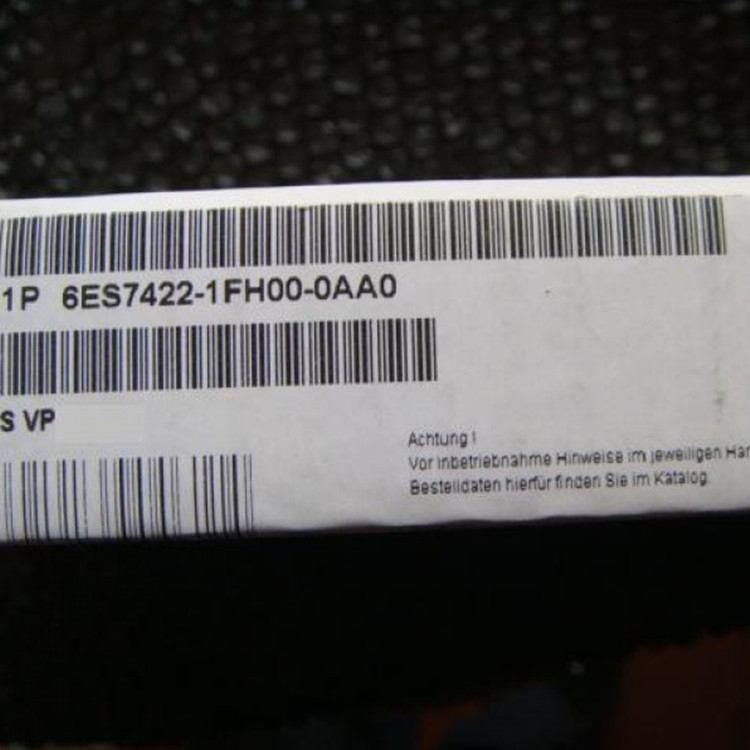 1P 6ES7422-1FH00-0AA0
S VP
Achtung !
Vor Inbetriebnahme Hinweise im jeweiligen Han
Bestelldaten hierfür finden Sie im Katalog.